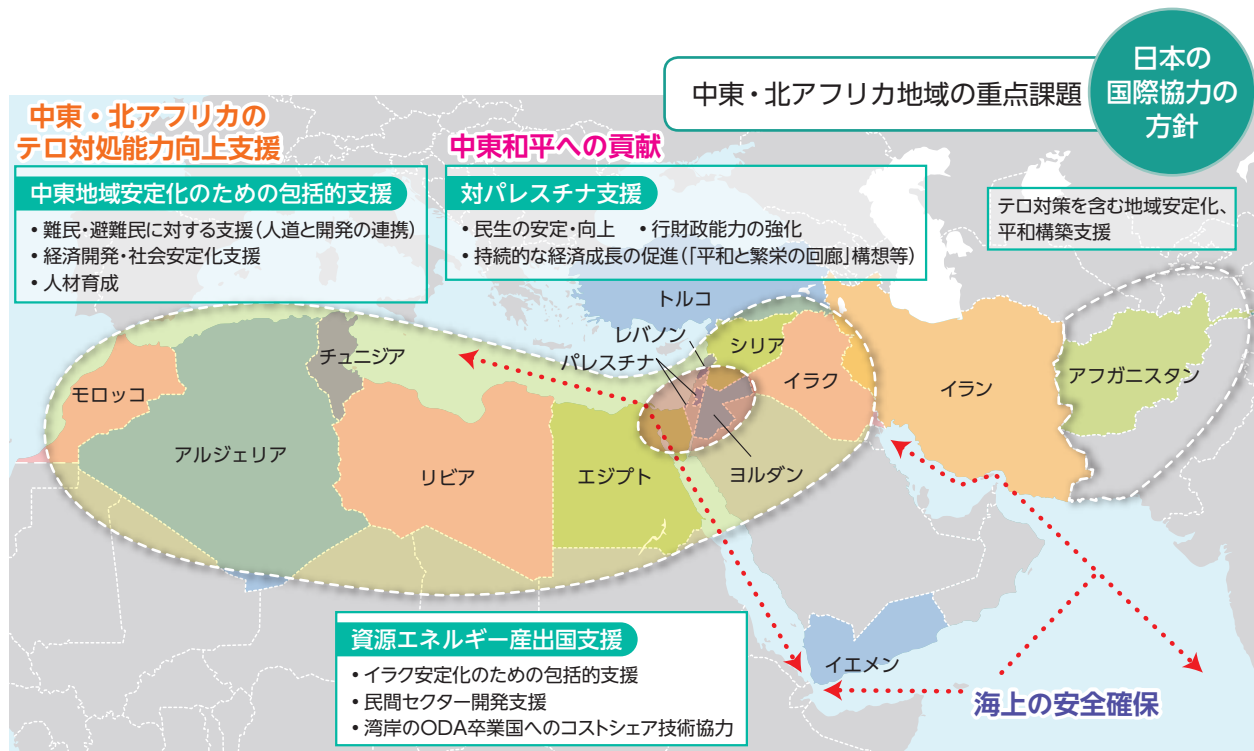 中東・北アフリカ地域の重点課題
日本の
国際協力の
方針
中東・北アフリカの
テロ対処能力向上支援
中東地域安定化のための包括的支援
• 難民・避難民に対する支援(人道と開発の連携)
• 経済開発・社会安定化支援
• 人材育成
中東和平への貢献
対パレスチナ支援
• 民生の安定・向上 • 行財政能力の強化
• 持続的な経済成長の促進(「平和と繁栄の回廊」構想等)
テロ対策を含む地域安定化、
平和構築支援
トルコ
レバノン
シリア
パレスチナ
チュニジア
モロッコ
イラク
イラン
アフガニスタン
アルジェリア
リビア
エジプト
ヨルダン
イエメン
資源エネルギー産出国支援
• イラク安定化のための包括的支援
• 民間セクター開発支援
• 湾岸のODA卒業国へのコストシェア技術協力
海上の安全確保